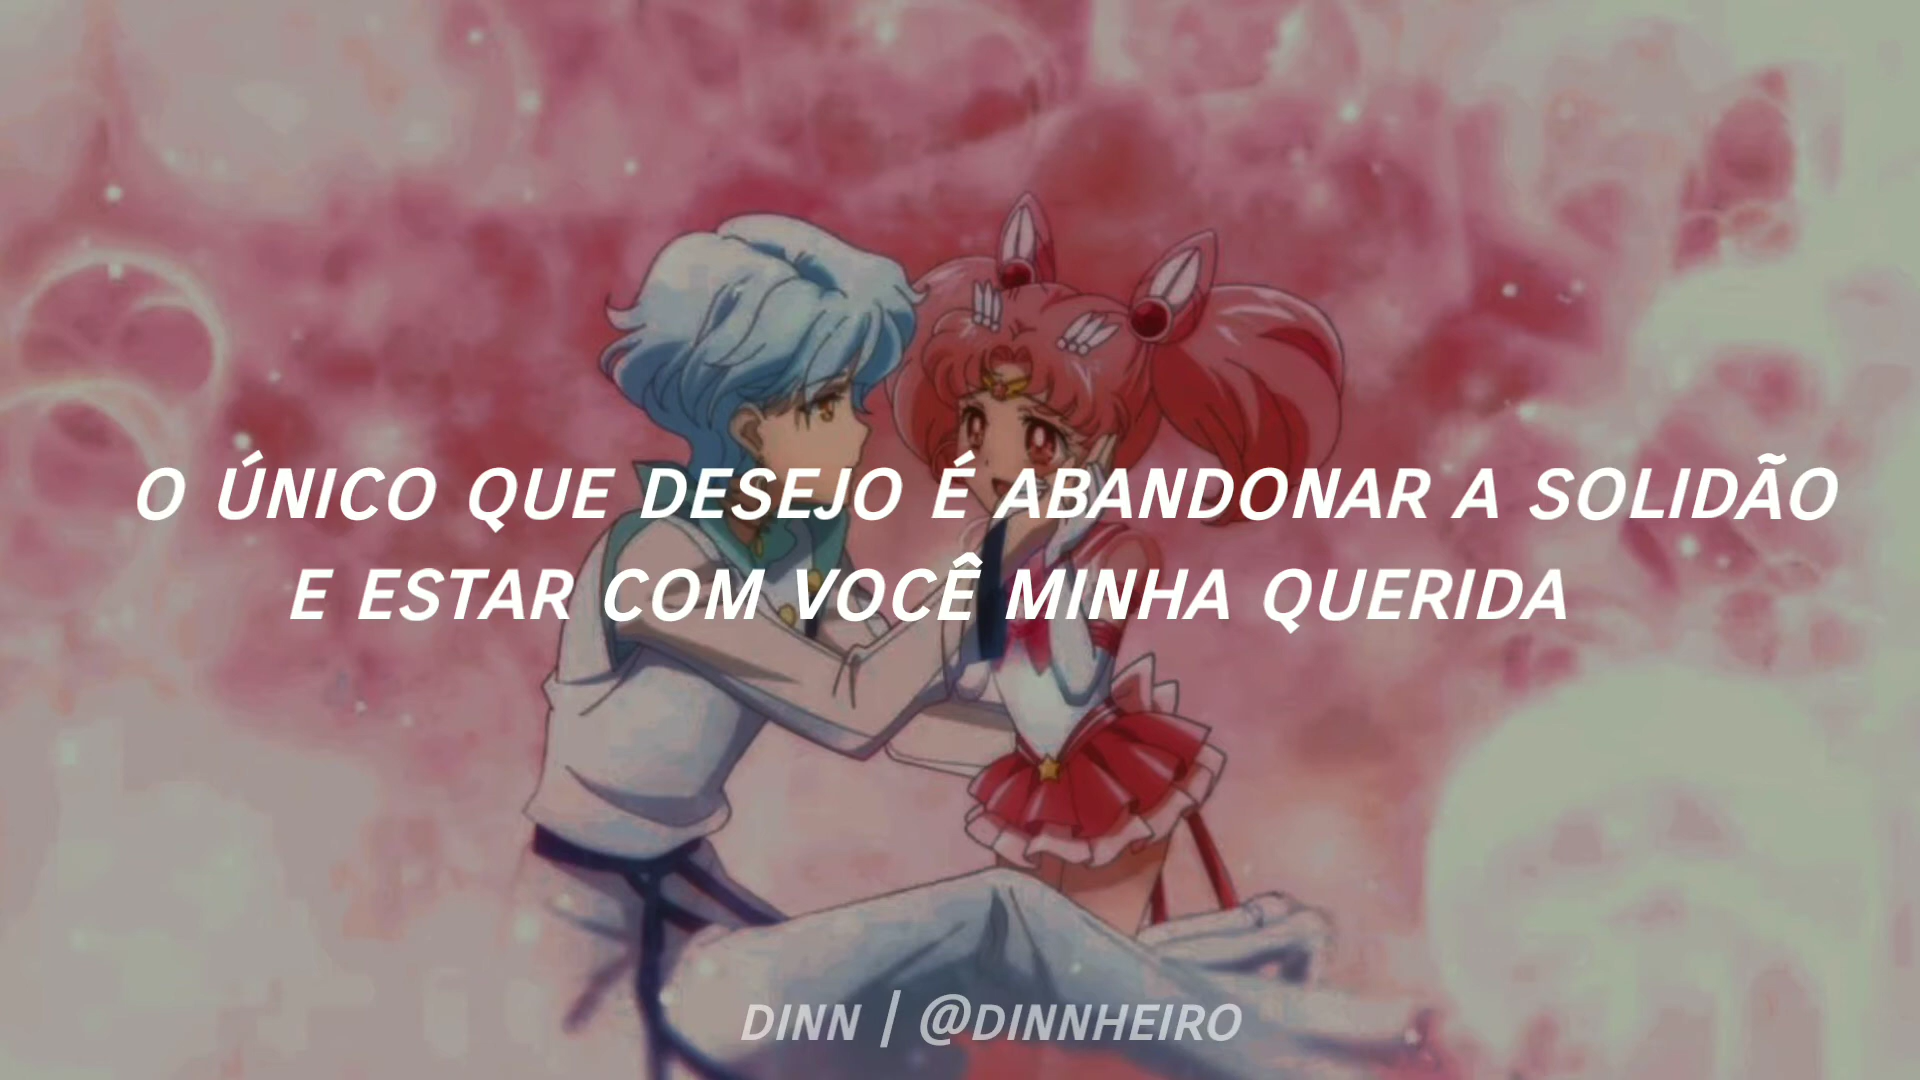 O ÚNICO QUE DESEJO É ABANDONAR A SOLIDÃO
E ESTAR COM VOCÊ MINHA QUERIDA
DINN | @DINNHEIRO